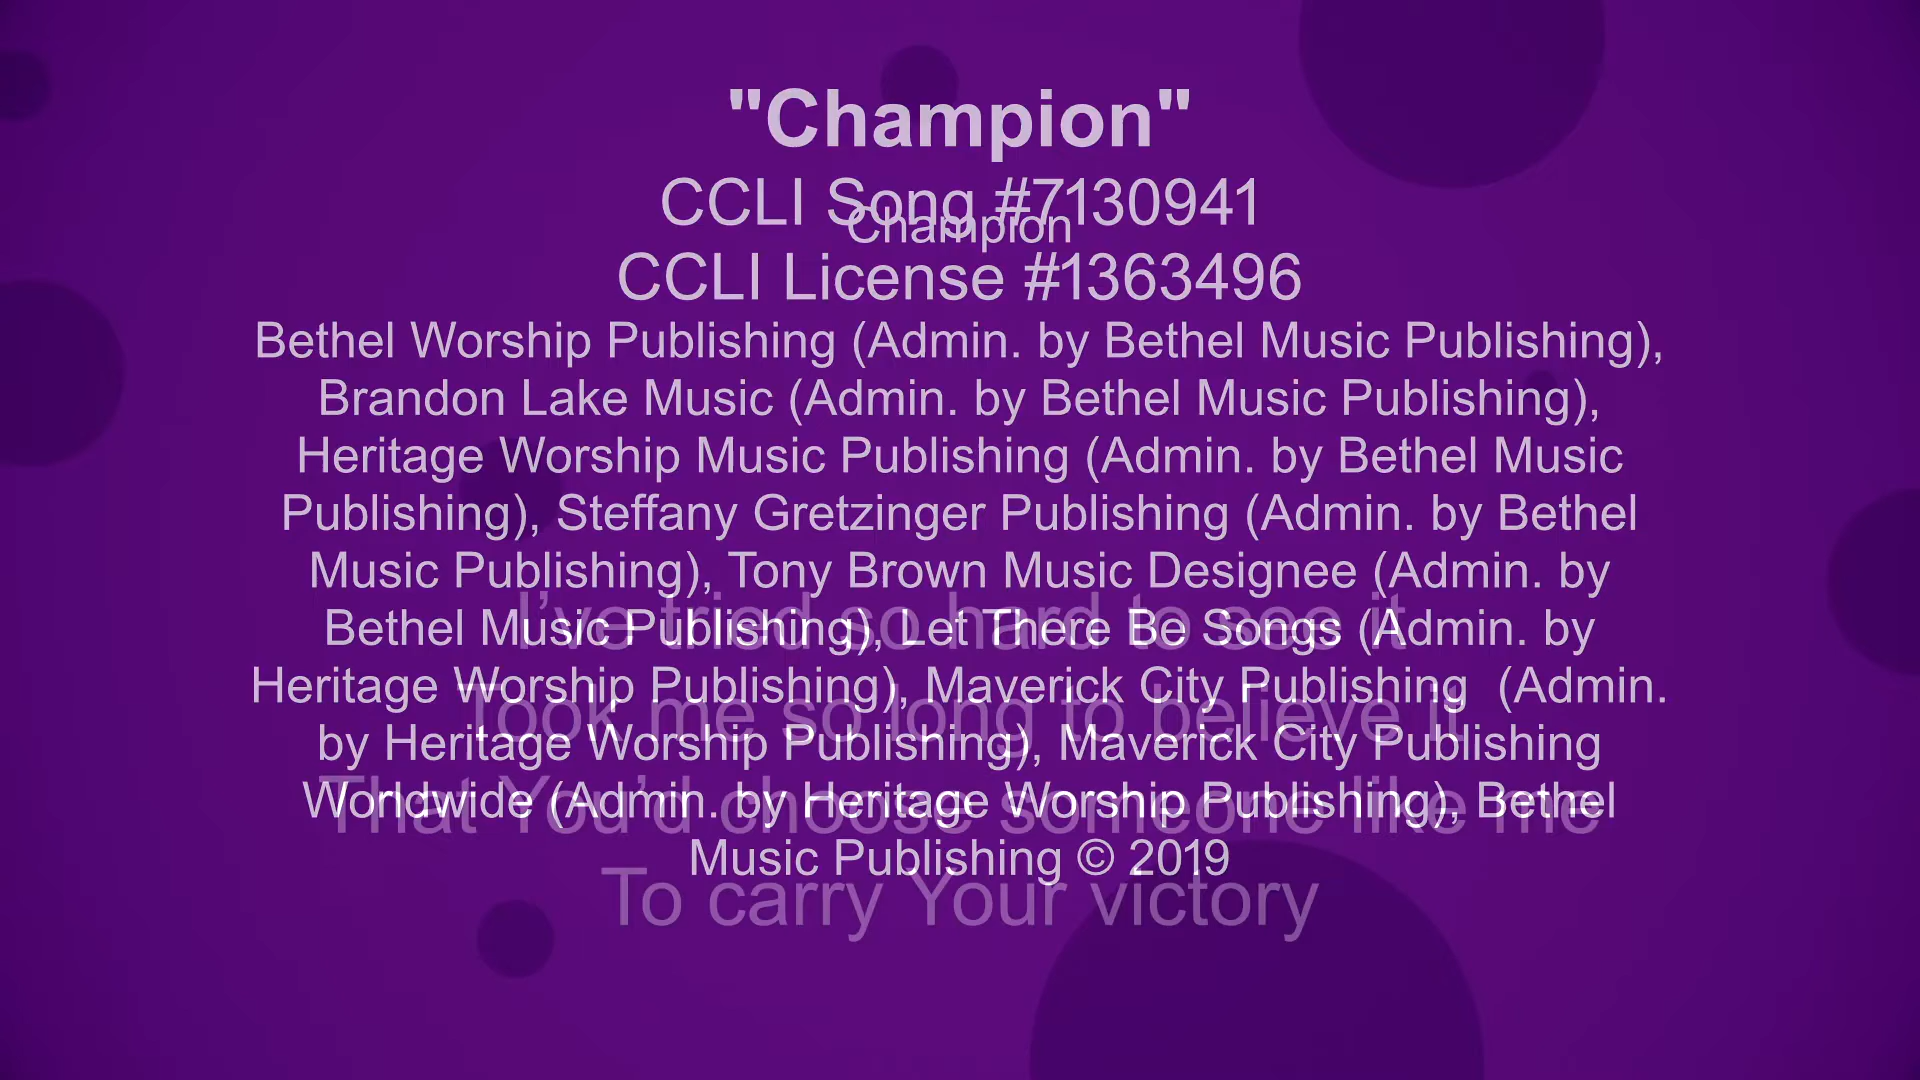 "Champion"
CCLI Song #7130941
Champion
CCLI License #1363496
Bethel Worship Publishing (Admin. by Bethel Music Publishing),
Brandon Lake Music (Admin. by Bethel Music Publishing),
Heritage Worship Music Publishing (Admin. by Bethel Music
Publishing), Steffany Gretzinger Publishing (Admin. by Bethel
Music Publishing), Tony Brown Music Designee (Admin. by
I’ve tried so hard to see it
Bethel Music Publishing), Let There Be Songs (Admin. by
Heritage Worship Publishing), Maverick City Publishing  (Admin.
Took me so long to believe it
by Heritage Worship Publishing), Maverick City Publishing
Worldwide (Admin. by Heritage Worship Publishing), Bethel
That You’d choose someone like me
Music Publishing © 2019
To carry Your victory